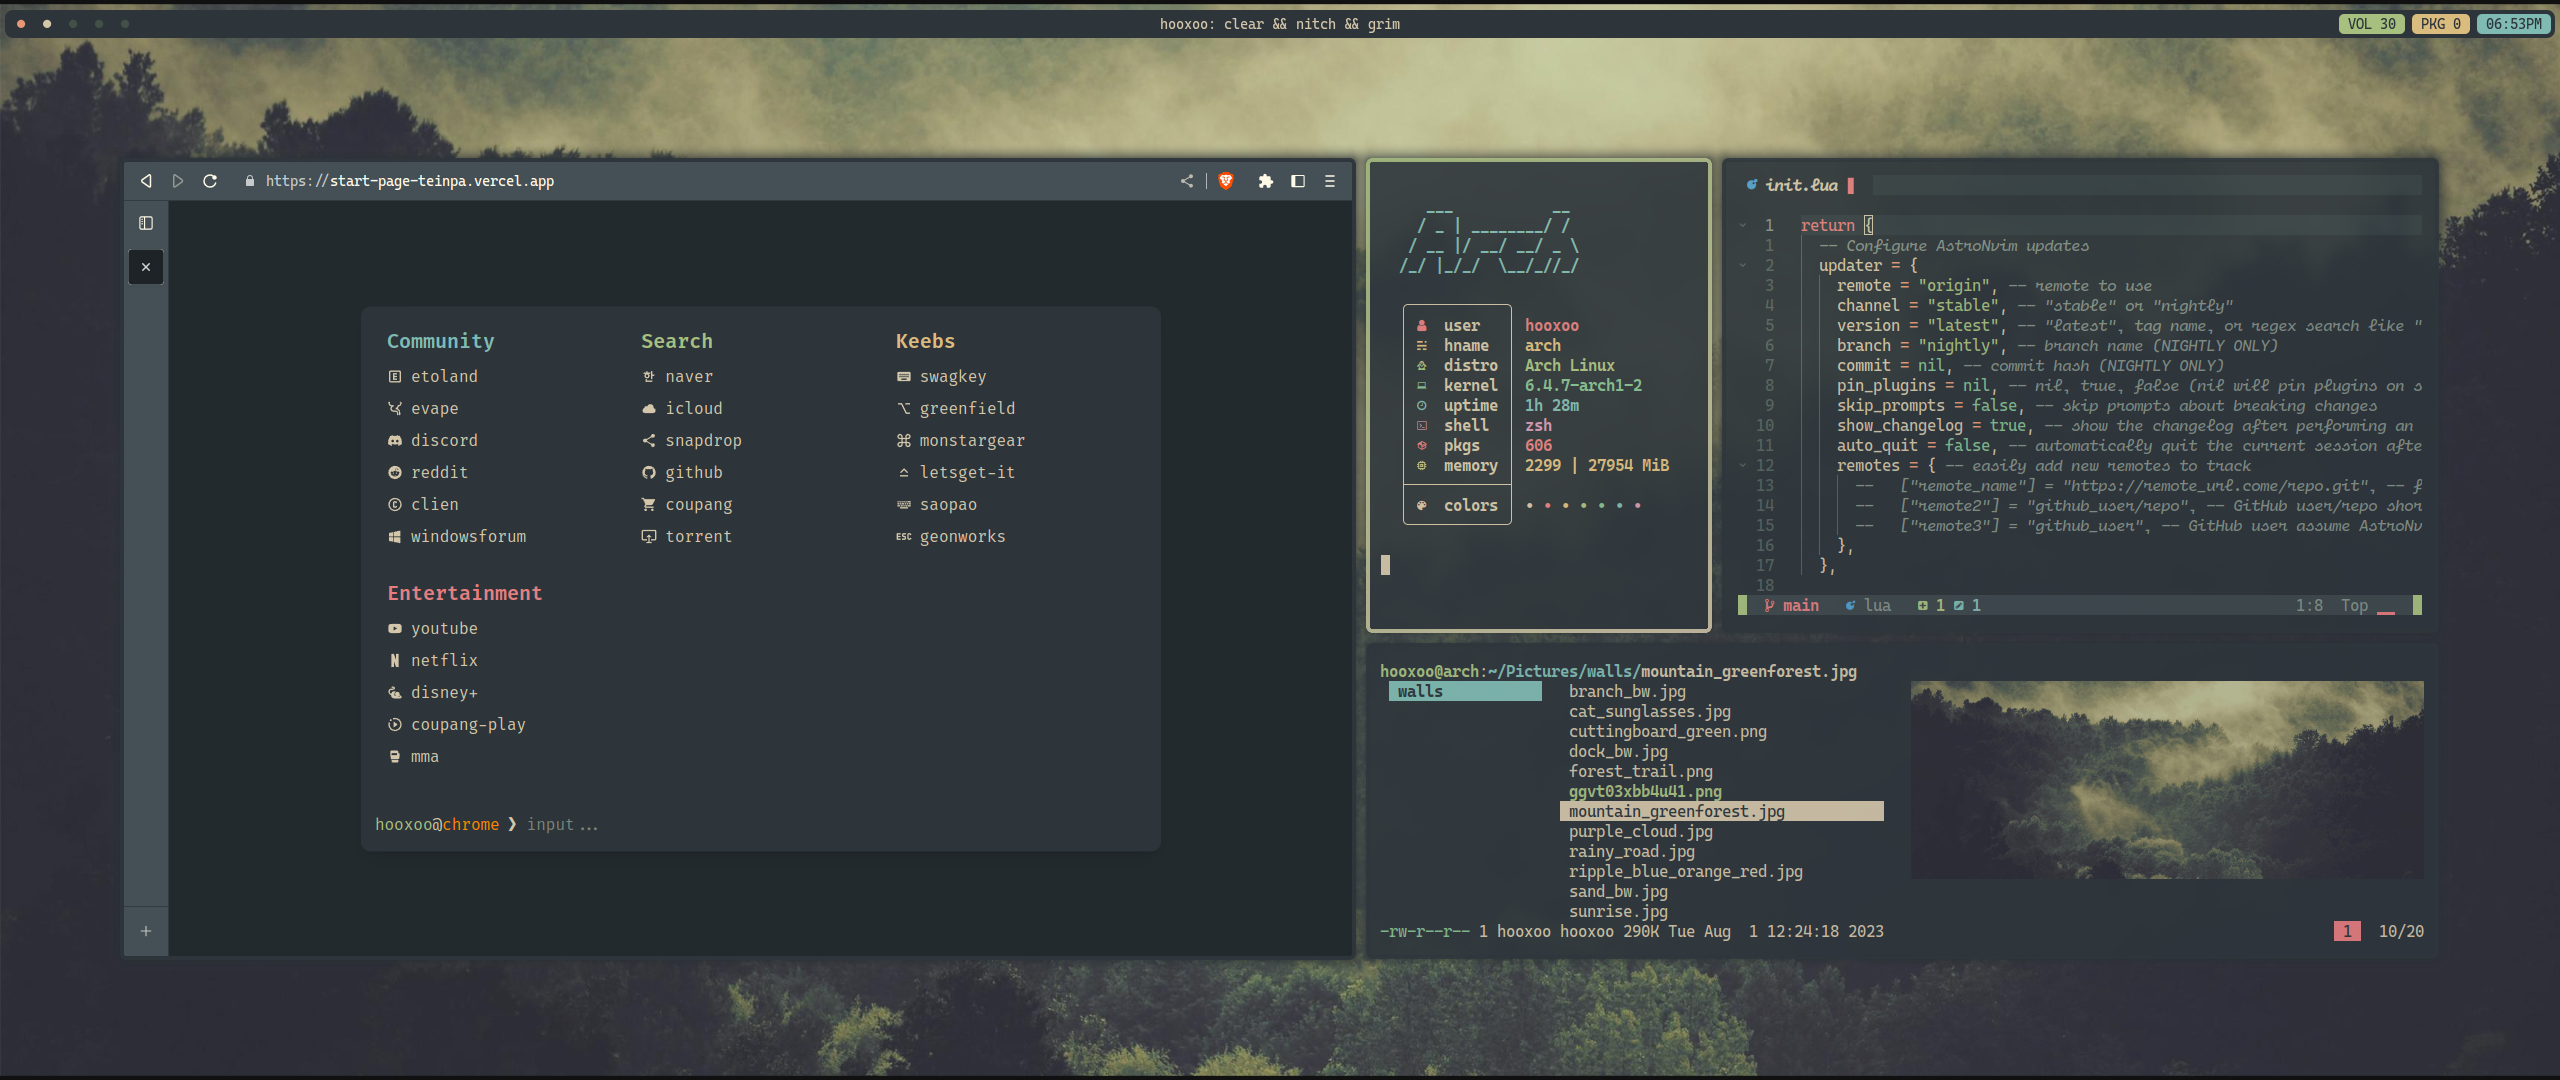 hooxoo: clear && nitch && grim
VOL 30
PKG 0
06:53PM
https://start-page-teinpa.vercel.app
Community
etoland
evape
discord
reddit
clien
windowsforum
Search
naver
icloud
snapdrop
github
coupang
torrent
Keebs
swagkey
greenfield
monstargear
letsget-it
saopao
ESC geonworks
Entertainment
youtube
netflix
disney+
coupang-play
mma
hooxoo@chrome ❯ input...
user hooxoo
hname arch
distro Arch Linux
kernel 6.4.7-arch1-2
uptime 1h 28m
shell zsh
pkgs 606
memory 2299 | 27954 MiB
colors
init.lua
1 return {
1 -- Configure AstroNvim updates
2 updater = {
3 remote = "origin", -- remote to use
4 channel = "stable", -- "stable" or "nightly"
5 version = "latest", -- "latest", tag name, or regex search like "
6 branch = "nightly", -- branch name (NIGHTLY ONLY)
7 commit = nil, -- commit hash (NIGHTLY ONLY)
8 pin_plugins = nil, -- nil, true, false (nil will pin plugins on s
9 skip_prompts = false, -- skip prompts about breaking changes
10 show_changelog = true, -- show the changelog after performing an
11 auto_quit = false, -- automatically quit the current session afte
12 remotes = { -- easily add new remotes to track
13 -- ["remote_name"] = "https://remote_url.come/repo.git", -- f
14 -- ["remote2"] = "github_user/repo", -- GitHub user/repo shor
15 -- ["remote3"] = "github_user", -- GitHub user assume AstroNv
16 },
17 },
18
main lua 1 1 1:8 Top
hooxoo@arch:~/Pictures/walls/mountain_greenforest.jpg
walls
branch_bw.jpg
cat_sunglasses.jpg
cuttingboard_green.png
dock_bw.jpg
forest_trail.png
ggvt03xbb4u41.png
mountain_greenforest.jpg
purple_cloud.jpg
rainy_road.jpg
ripple_blue_orange_red.jpg
sand_bw.jpg
sunrise.jpg
-rw-r--r-- 1 hooxoo hooxoo 290K Tue Aug  1 12:24:18 2023
1 10/20